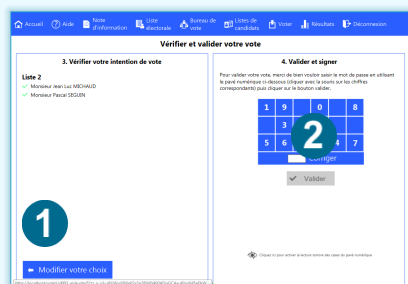 Accueil
Aide
Note d'information
Liste électorale
Bureau de vote
Listes de candidats
Voter
Résultats
Déconnexion
Vérifier et valider votre vote
3. Vérifier votre intention de vote
Liste 2
Monsieur Jean Luc MICHAUD
Monsieur Pascal SEGUIN
1
Modifier votre choix
4. Valider et signer
Pour valider votre vote, merci de bien vouloir saisir le mot de passe en utilisant
le pavé numérique ci-dessous (cliquer avec la souris sur les chiffres
correspondants) puis cliquer sur le bouton valider.
1 9 0 8
3
5 6 4 7
2
Corriger
Valider
Cliquez ici pour activer la lecture sonore des cases du pavé numérique